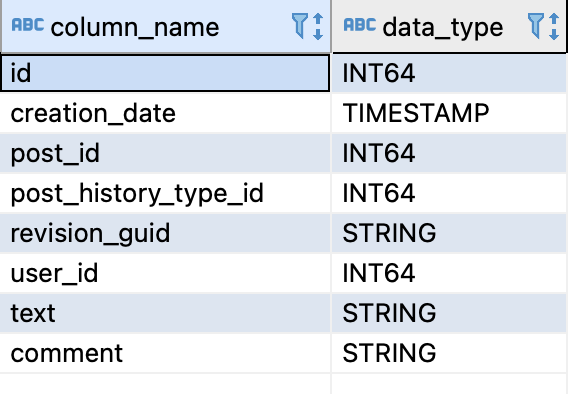 ABC column_name ABC data_type
id INT64
creation_date TIMESTAMP
post_id INT64
post_history_type_id INT64
revision_guid STRING
user_id INT64
text STRING
comment STRING